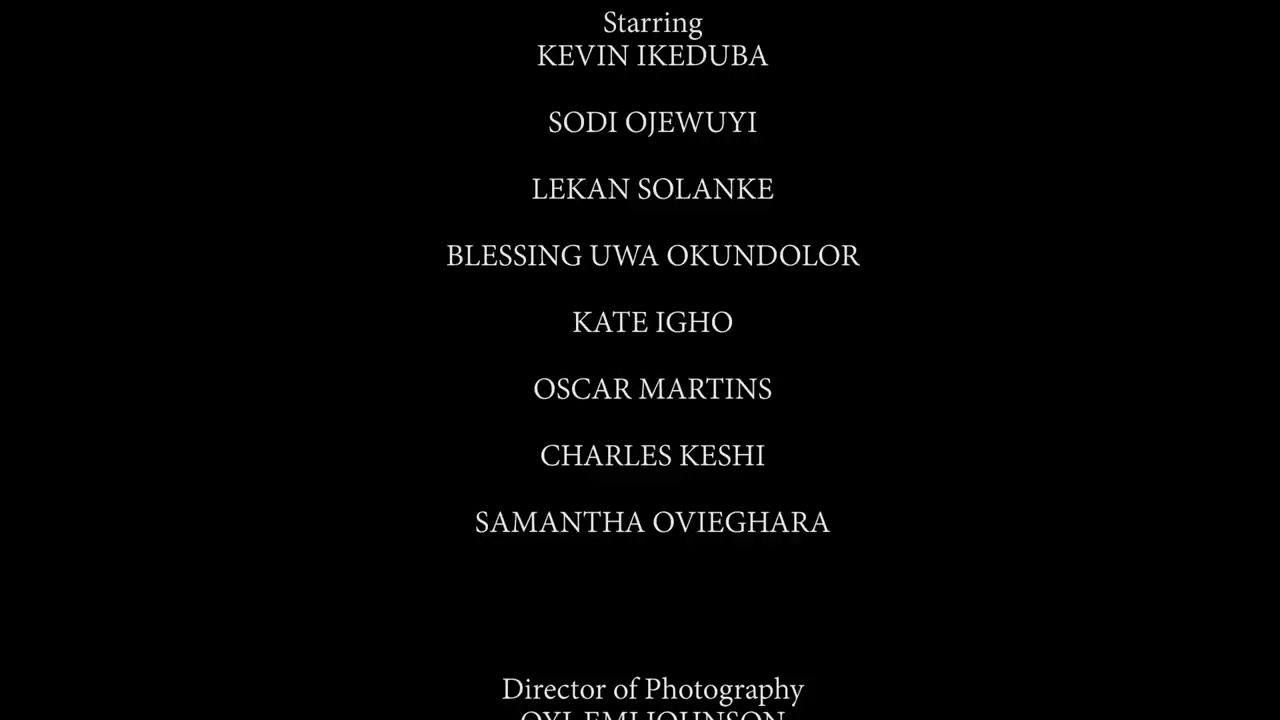 Starring
KEVIN IKEDUBA
SODI OJEWUYI
LEKAN SOLANKE
BLESSING UWA OKUNDOLOR
KATE IGHO
OSCAR MARTINS
CHARLES KESHI
SAMANTHA OVIEGHARA
Director of Photography
JOHNSON